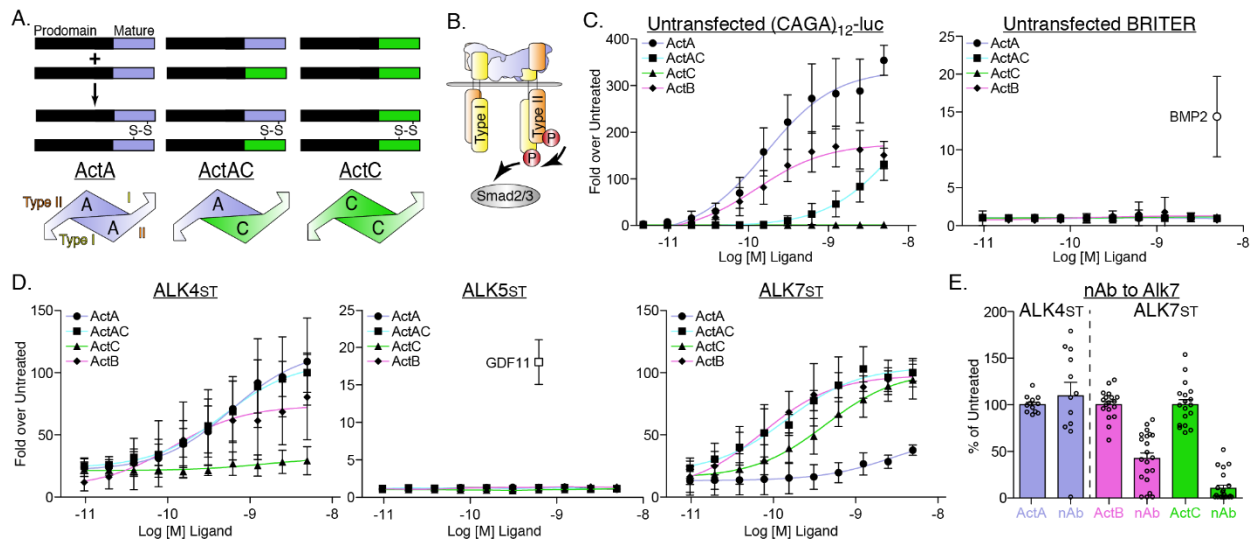 A.
Prodomain Mature
+
S-S S-S S-S
ActA ActAC ActC
Type II A I A C
Type I A II C C
B.
Type I
Type II
P
P
Smad2/3
C.
Untransfected (CAGA)12-luc
ActA
ActAC
ActC
ActB
Fold over Untreated
400
300
200
100
0
-11 -10 -9 -8
Log [M] Ligand
Untransfected BRITER
ActA
ActAC
ActC
ActB
BMP2
25
20
15
10
5
0
-11 -10 -9 -8
Log [M] Ligand
D.
ALK4ST
ActA
ActAC
ActC
ActB
Fold over Untreated
150
100
50
0
-11 -10 -9 -8
Log [M] Ligand
ALK5ST
ActA
ActAC
ActC
ActB
GDF11
25
20
15
10
5
0
-11 -10 -9 -8
Log [M] Ligand
ALK7ST
ActA
ActAC
ActC
ActB
150
100
50
0
-11 -10 -9 -8
Log [M] Ligand
E.
nAb to Alk7
ALK4ST ALK7ST
% of Untreated
200
150
100
50
0
ActA nAb ActB nAb ActC nAb